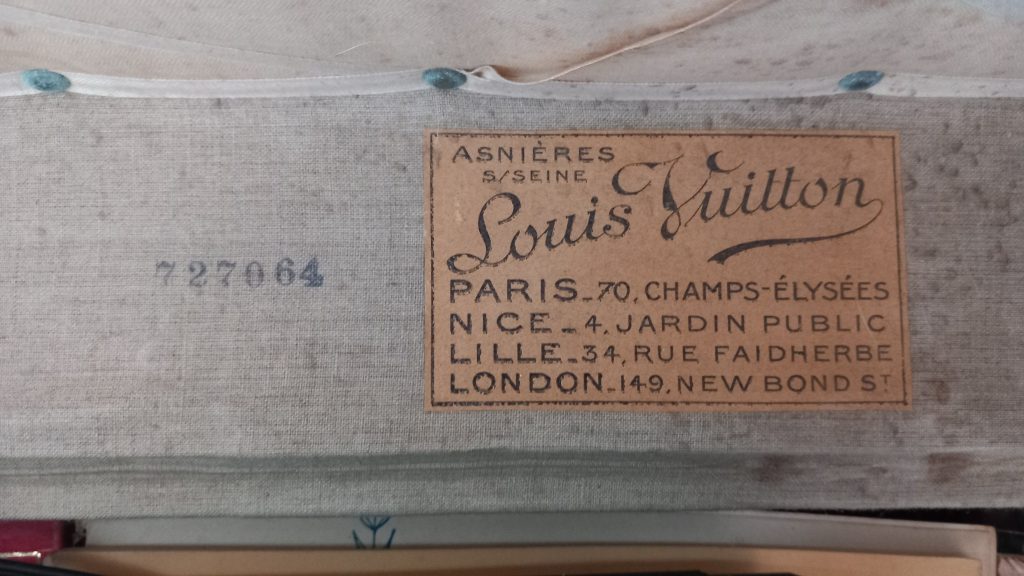 ASNIÈRES
S/SEINE
Louis Vuitton
727064
PARIS_70, CHAMPS-ÉLYSÉES
NICE_4, JARDIN PUBLIC
LILLE_34, RUE FAIDHERBE
LONDON_149, NEW BOND ST